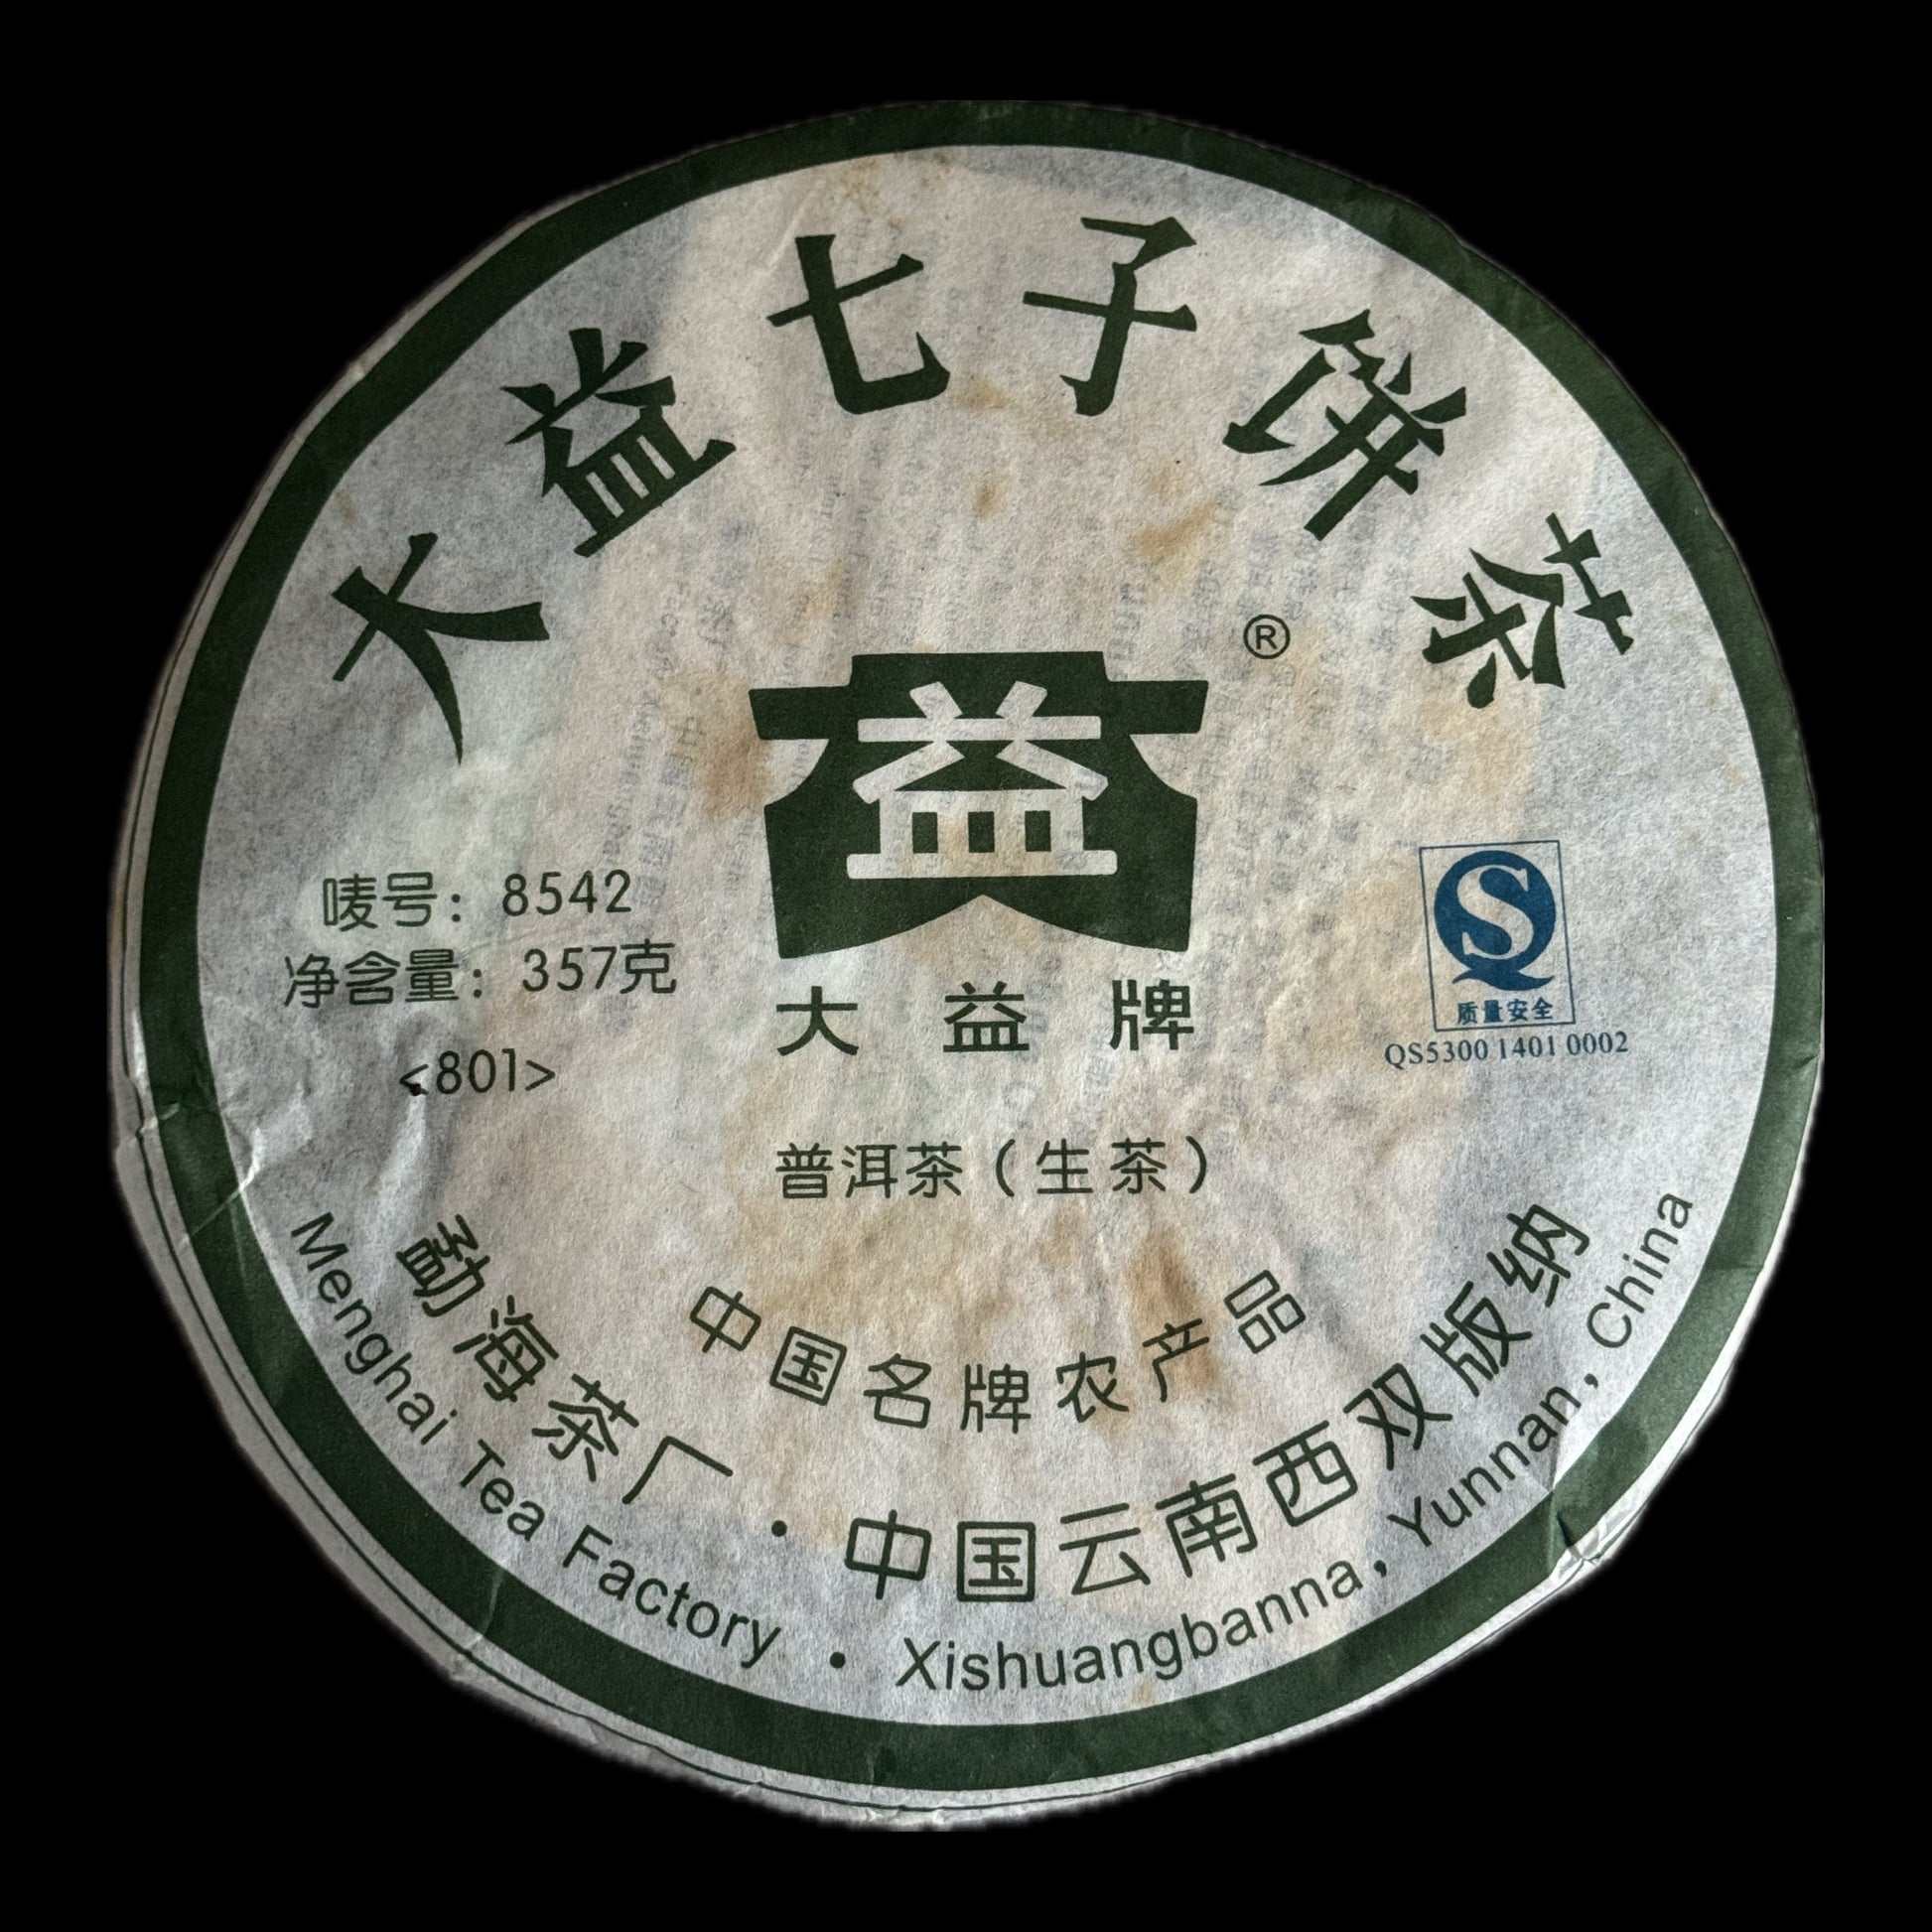 大益七子饼茶
益
®
大益牌
唛号：8542
净含量：357克
<801>
质量安全
QS5300 1401 0002
普洱茶（生茶）
中国名牌农产品
勐海茶厂・中国云南西双版纳
Menghai Tea Factory・Xishuangbanna, Yunnan, China